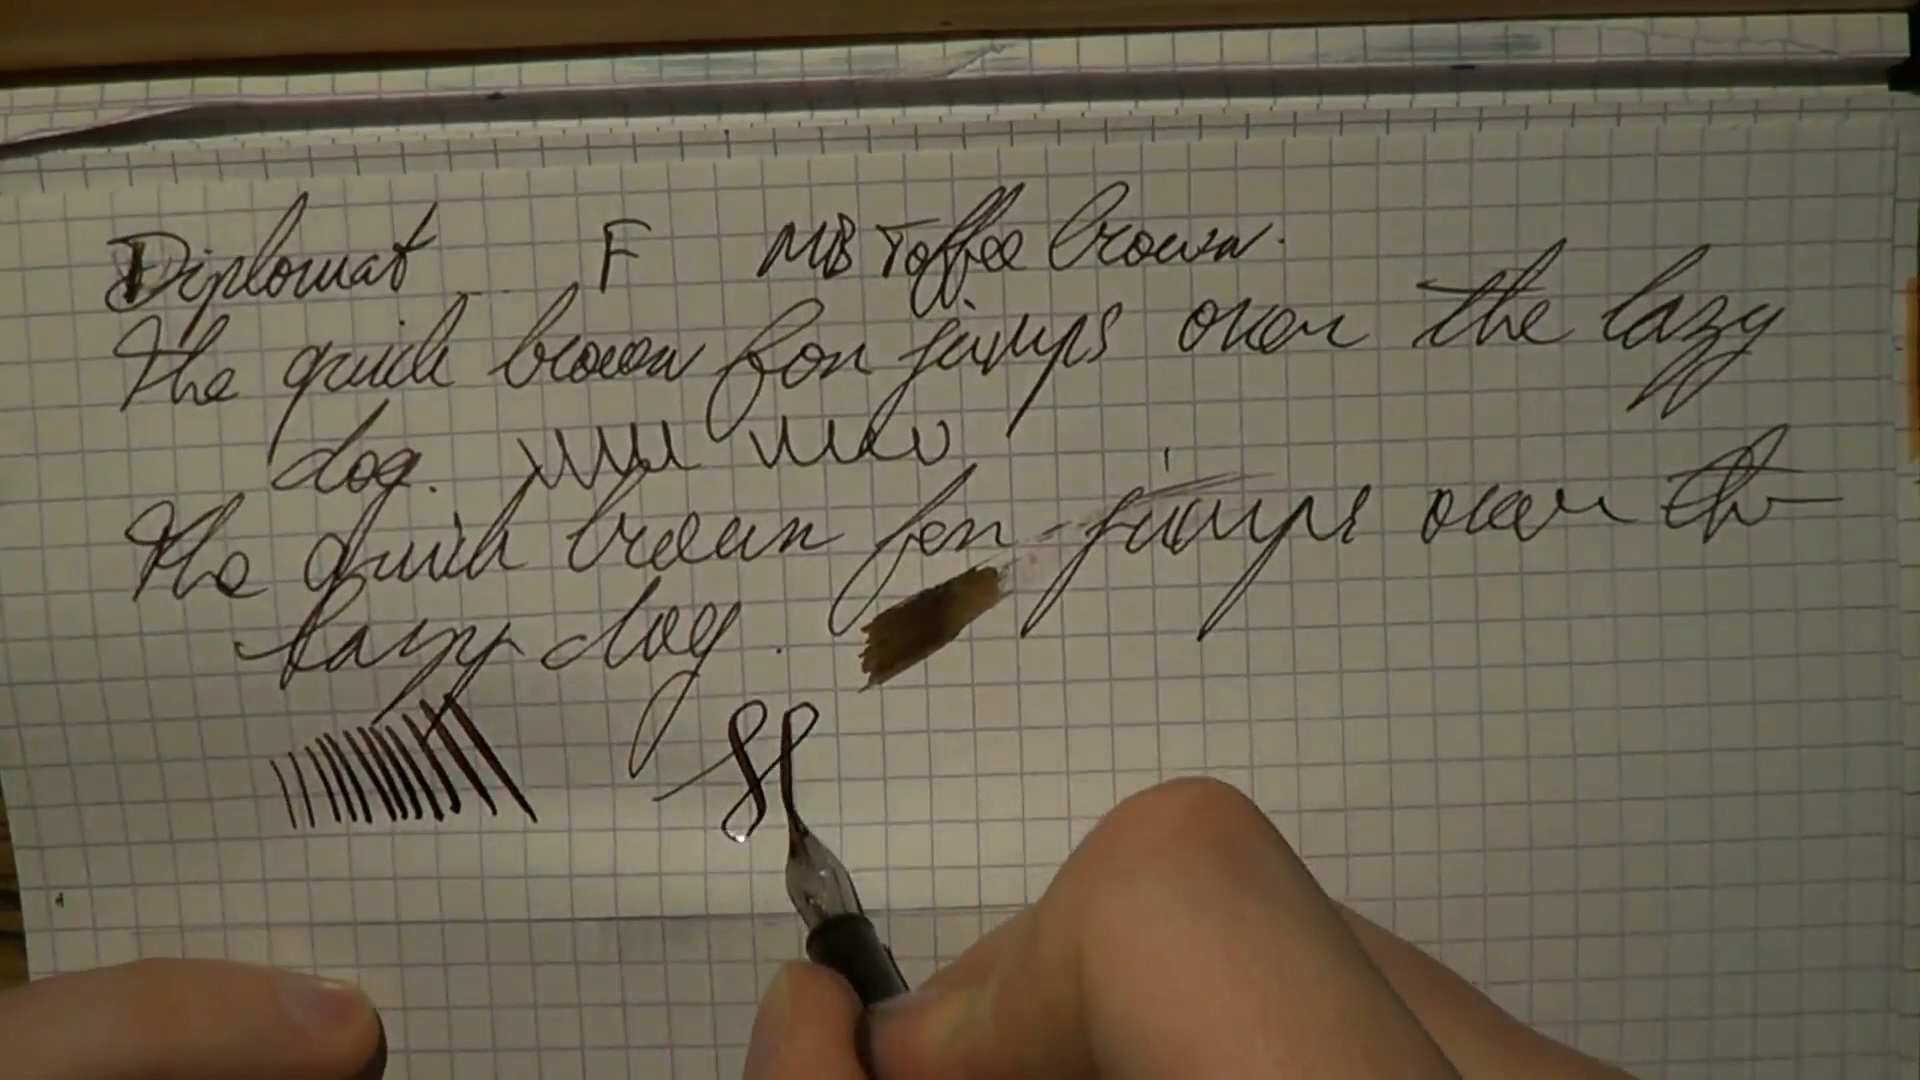 Diplomat F MB Toffee brown.
The quick brown fox jumps over the lazy
dog.
The quick brown fox jumps over the
lazy dog.